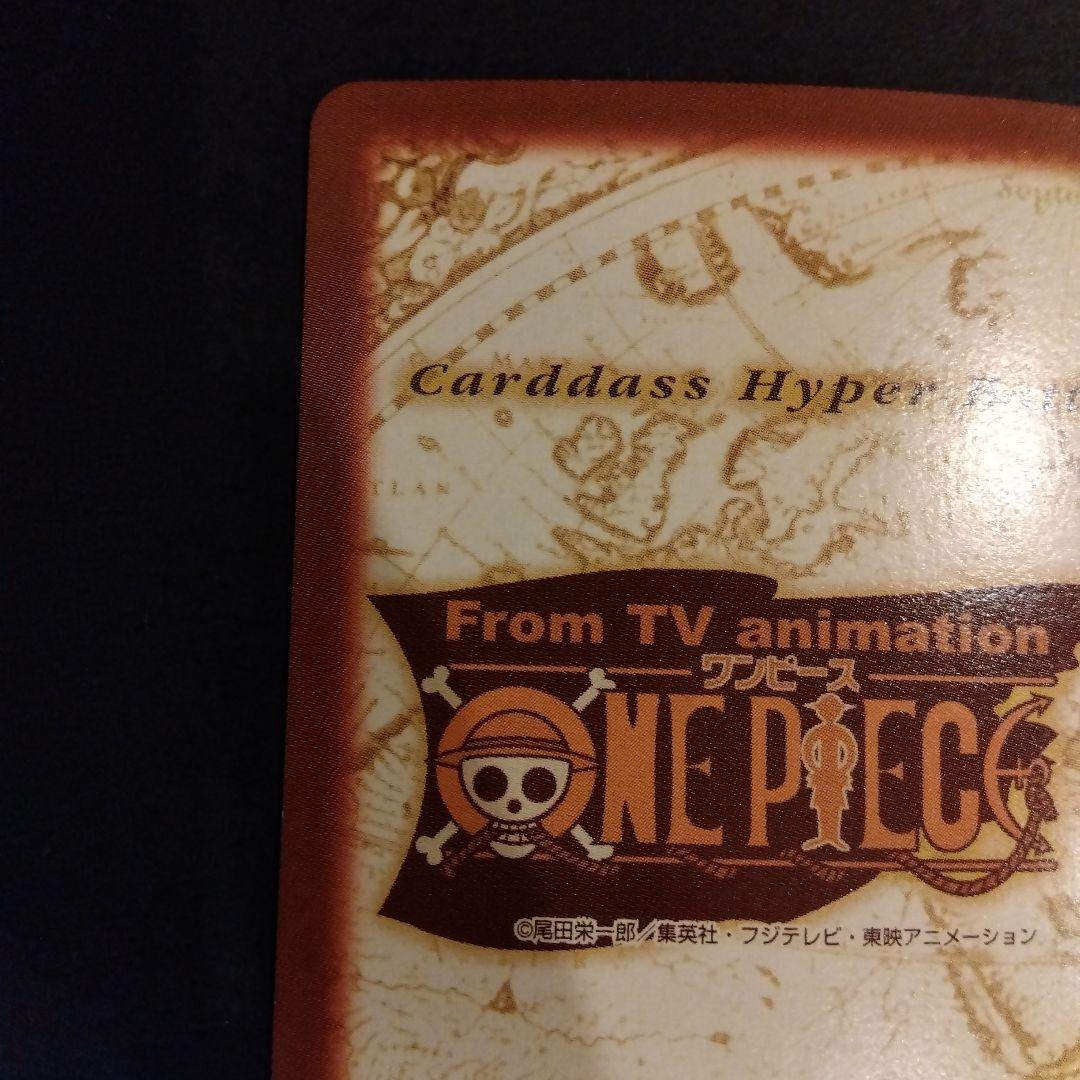 Carddass Hyper
From TV animation
ワンピース
ONE PIECE
©尾田栄一郎／集英社・フジテレビ・東映アニメーション